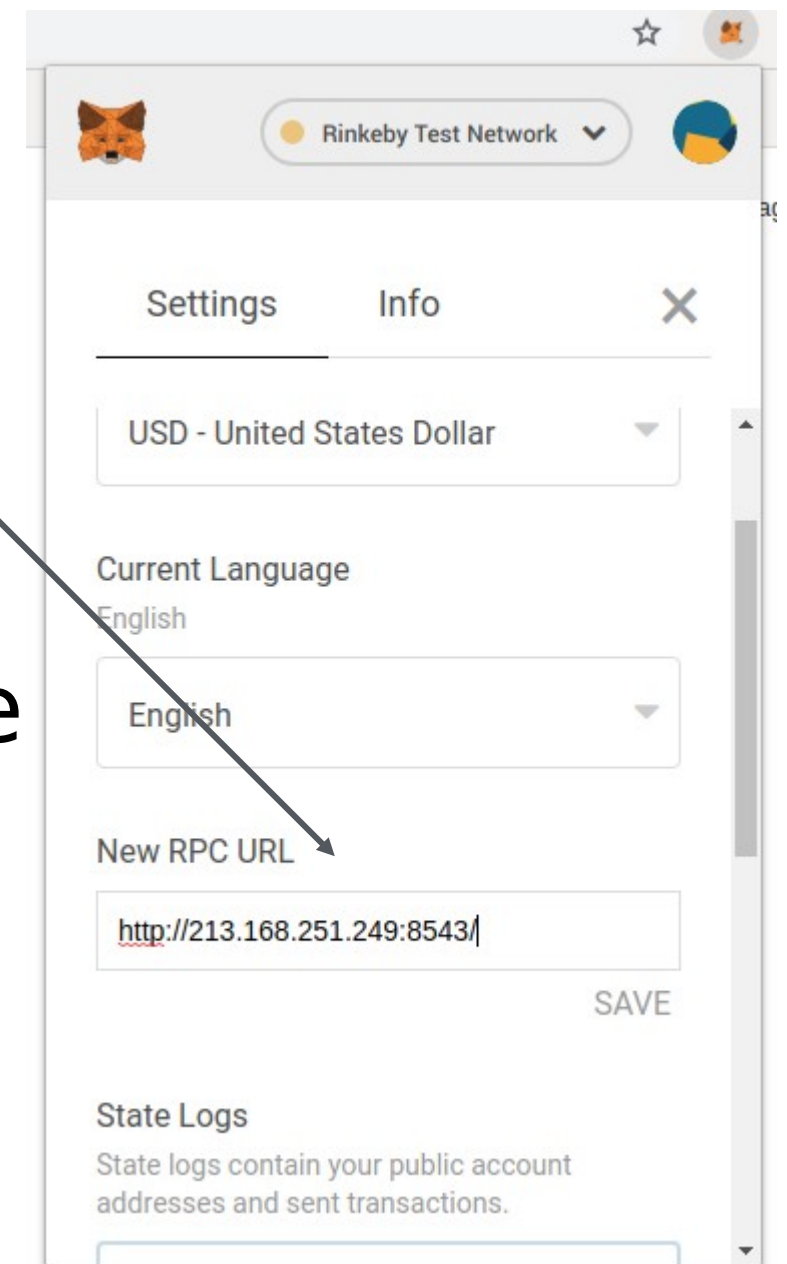 Rinkeby Test Network
ag
Settings Info
USD - United States Dollar
Current Language
English
e
English
New RPC URL
http://213.168.251.249:8543/
SAVE
State Logs
State logs contain your public account
addresses and sent transactions.